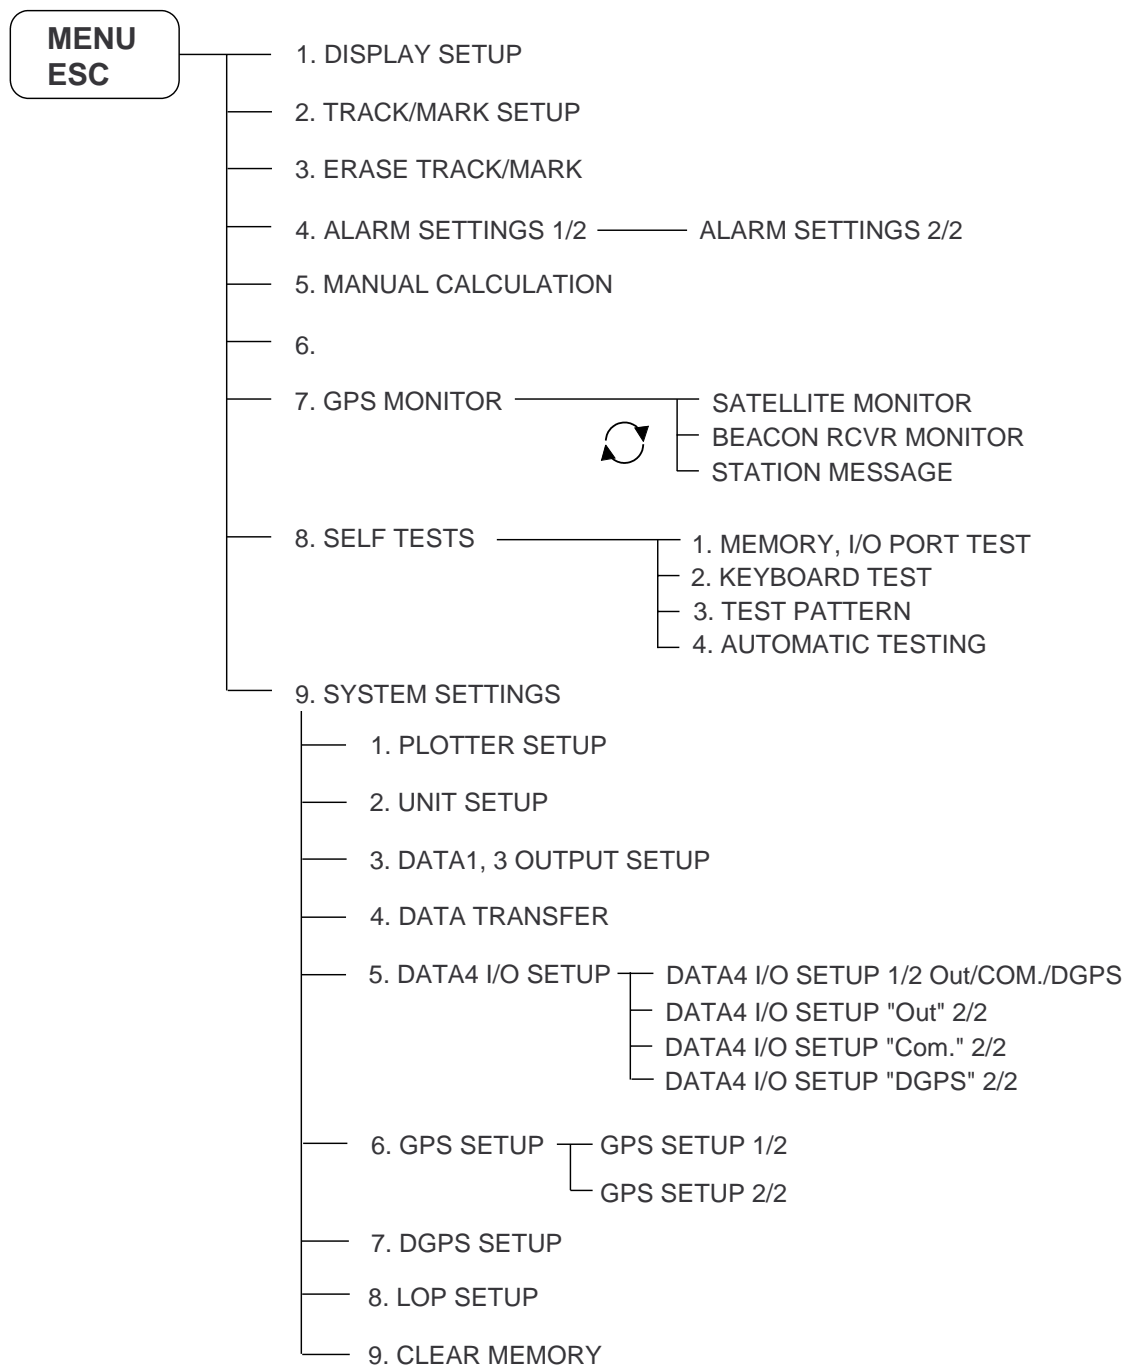 MENU
ESC
1. DISPLAY SETUP
2. TRACK/MARK SETUP
3. ERASE TRACK/MARK
4. ALARM SETTINGS 1/2
ALARM SETTINGS 2/2
5. MANUAL CALCULATION
6.
7. GPS MONITOR
SATELLITE MONITOR
BEACON RCVR MONITOR
STATION MESSAGE
8. SELF TESTS
1. MEMORY, I/O PORT TEST
2. KEYBOARD TEST
3. TEST PATTERN
4. AUTOMATIC TESTING
9. SYSTEM SETTINGS
1. PLOTTER SETUP
2. UNIT SETUP
3. DATA1, 3 OUTPUT SETUP
4. DATA TRANSFER
5. DATA4 I/O SETUP
DATA4 I/O SETUP 1/2 Out/COM./DGPS
DATA4 I/O SETUP "Out" 2/2
DATA4 I/O SETUP "Com." 2/2
DATA4 I/O SETUP "DGPS" 2/2
6. GPS SETUP
GPS SETUP 1/2
GPS SETUP 2/2
7. DGPS SETUP
8. LOP SETUP
9. CLEAR MEMORY